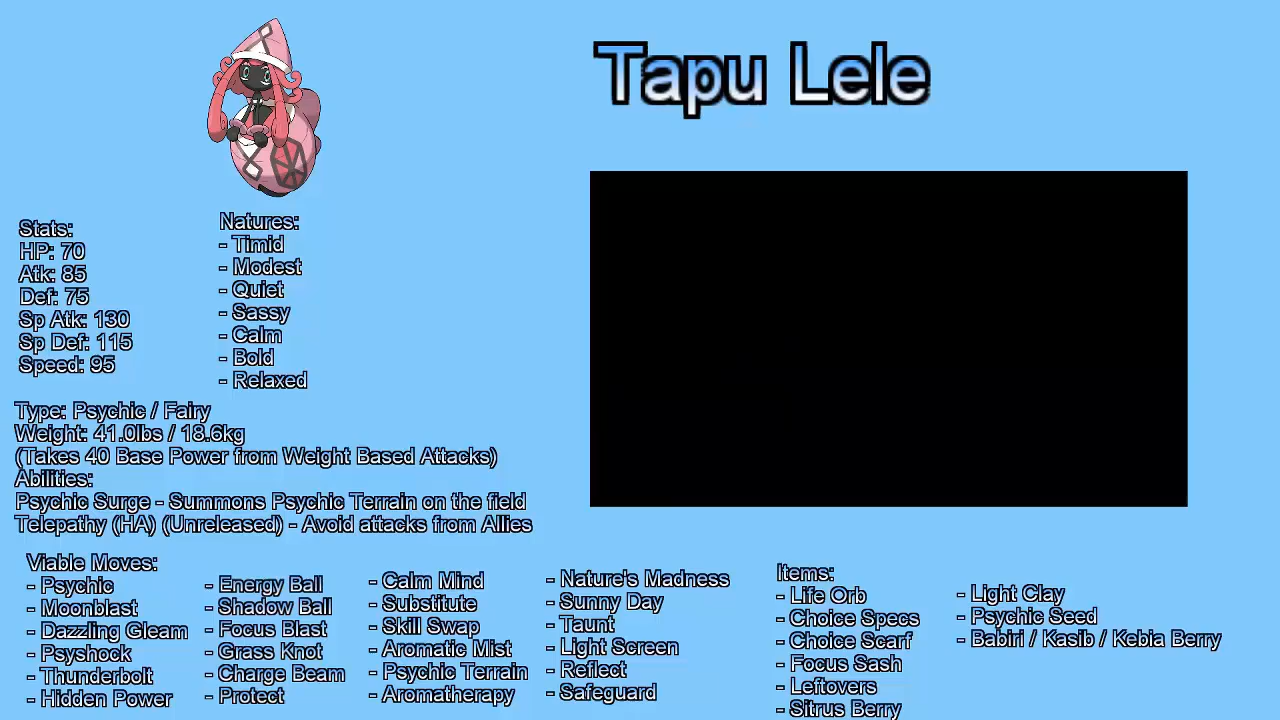 Tapu Lele
Stats:
HP: 70
Atk: 85
Def: 75
Sp Atk: 130
Sp Def: 115
Speed: 95
Natures:
- Timid
- Modest
- Quiet
- Sassy
- Calm
- Bold
- Relaxed
Type: Psychic / Fairy
Weight: 41.0lbs / 18.6kg
(Takes 40 Base Power from Weight Based Attacks)
Abilities:
Psychic Surge - Summons Psychic Terrain on the field
Telepathy (HA) (Unreleased) - Avoid attacks from Allies
Viable Moves:
- Psychic
- Moonblast
- Dazzling Gleam
- Psyshock
- Thunderbolt
- Hidden Power
- Energy Ball
- Shadow Ball
- Focus Blast
- Grass Knot
- Charge Beam
- Protect
- Calm Mind
- Substitute
- Skill Swap
- Aromatic Mist
- Psychic Terrain
- Aromatherapy
- Nature's Madness
- Sunny Day
- Taunt
- Light Screen
- Reflect
- Safeguard
Items:
- Life Orb
- Choice Specs
- Choice Scarf
- Focus Sash
- Leftovers
- Sitrus Berry
- Light Clay
- Psychic Seed
- Babiri / Kasib / Kebia Berry